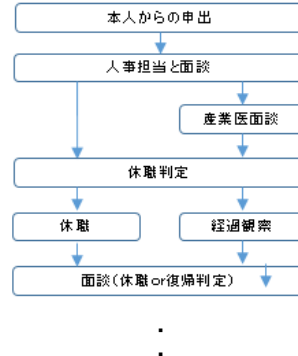 本人からの申出
人事担当と面談
産業医面談
休職判定
休職
経過観察
面談(休職or復帰判定)